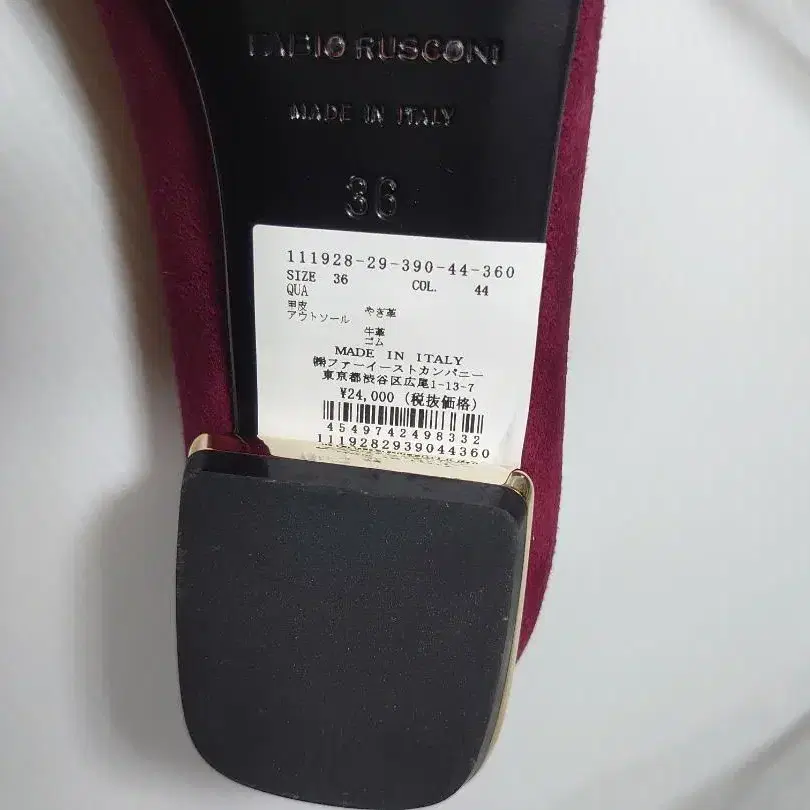 FABIO RUSCONI
MADE IN ITALY
36
111928-29-390-44-360
SIZE 36 COL. 44
QUA
甲皮 やぎ革
アウトソール
牛革
ゴム
MADE IN ITALY
㈱ファーイーストカンパニー
東京都渋谷区広尾1-13-7
¥24,000 (税抜価格)
4549742498332
1119282939044360